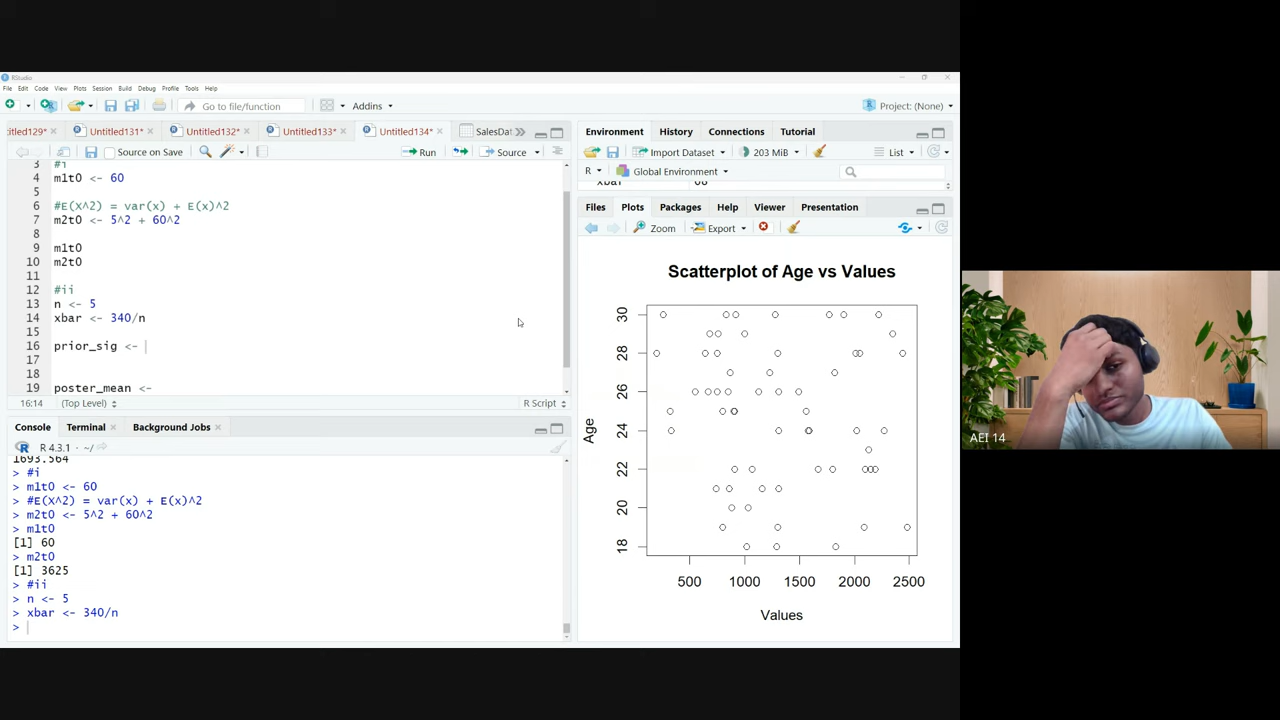 RStudio
File Edit Code View Plots Session Build Debug Profile Tools Help
Go to file/function
Addins
Project: (None)
:itled129*
Untitled131*
Untitled132*
Untitled133*
Untitled134*
SalesDat
Source on Save
Run
Source
3 #i
4 m1t0 <- 60
5
6 #E(X^2) = var(x) + E(x)^2
7 m2t0 <- 5^2 + 60^2
8
9 m1t0
10 m2t0
11
12 #ii
13 n <- 5
14 xbar <- 340/n
15
16 prior_sig <-
17
18
19 poster_mean <-
16:14 (Top Level) R Script
Console Terminal Background Jobs
R 4.3.1 · ~/
1693.564
> #i
> m1t0 <- 60
> #E(X^2) = var(x) + E(x)^2
> m2t0 <- 5^2 + 60^2
> m1t0
[1] 60
> m2t0
[1] 3625
> #ii
> n <- 5
> xbar <- 340/n
>
Environment History Connections Tutorial
Import Dataset 203 MiB List
R Global Environment
xbar 68
Files Plots Packages Help Viewer Presentation
Zoom Export
Scatterplot of Age vs Values
30
28
26
24
22
20
18
Age
500 1000 1500 2000 2500
Values
AEI 14